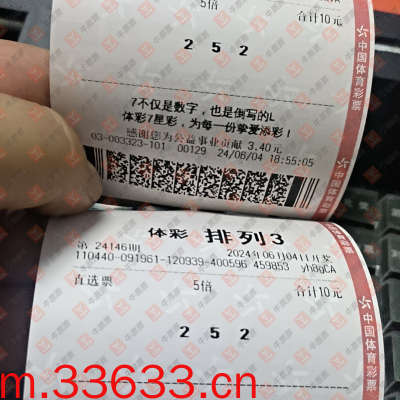 5倍
合计10元
2 5 2
7不仅是数字，也是倒写的L
体彩7星彩，为每一份挚爱添彩！
感谢您为公益事业贡献 3.40元
03-003323-101 00129 24/06/04 18:55:05
中国体育彩票
体彩 排列3
第 24146期 2024年06月04日开奖
110440-091961-120939-400596 459853 yhagCA
直选票 5倍 合计10元
2 5 2
中国体育彩票
m.33633.cn